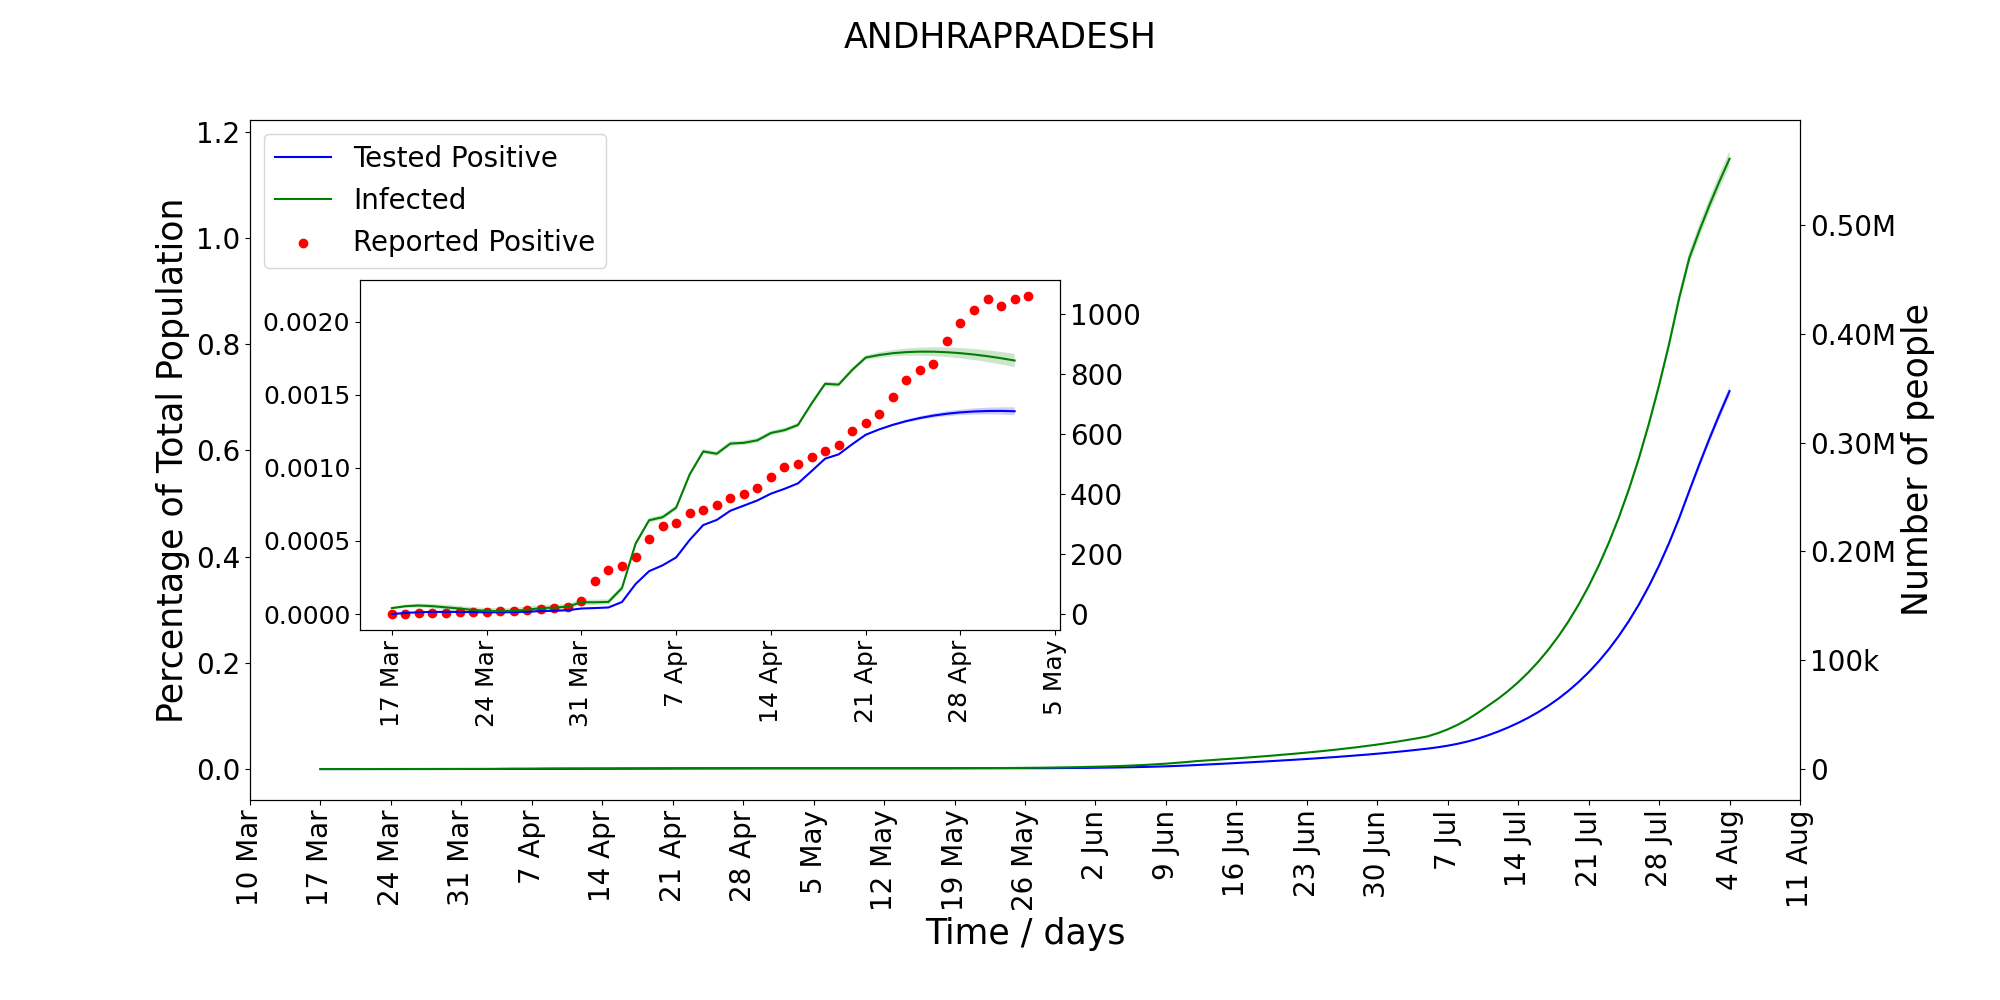 ANDHRAPRADESH
Percentage of Total Population
1.2
1.0
0.8
0.6
0.4
0.2
0.0
Tested Positive
Infected
Reported Positive
0.0020
0.0015
0.0010
0.0005
0.0000
1000
800
600
400
200
0
17 Mar
24 Mar
31 Mar
7 Apr
14 Apr
21 Apr
28 Apr
5 May
0.50M
0.40M
0.30M
0.20M
100k
0
Number of people
10 Mar
17 Mar
24 Mar
31 Mar
7 Apr
14 Apr
21 Apr
28 Apr
5 May
12 May
19 May
26 May
2 Jun
9 Jun
16 Jun
23 Jun
30 Jun
7 Jul
14 Jul
21 Jul
28 Jul
4 Aug
11 Aug
Time / days